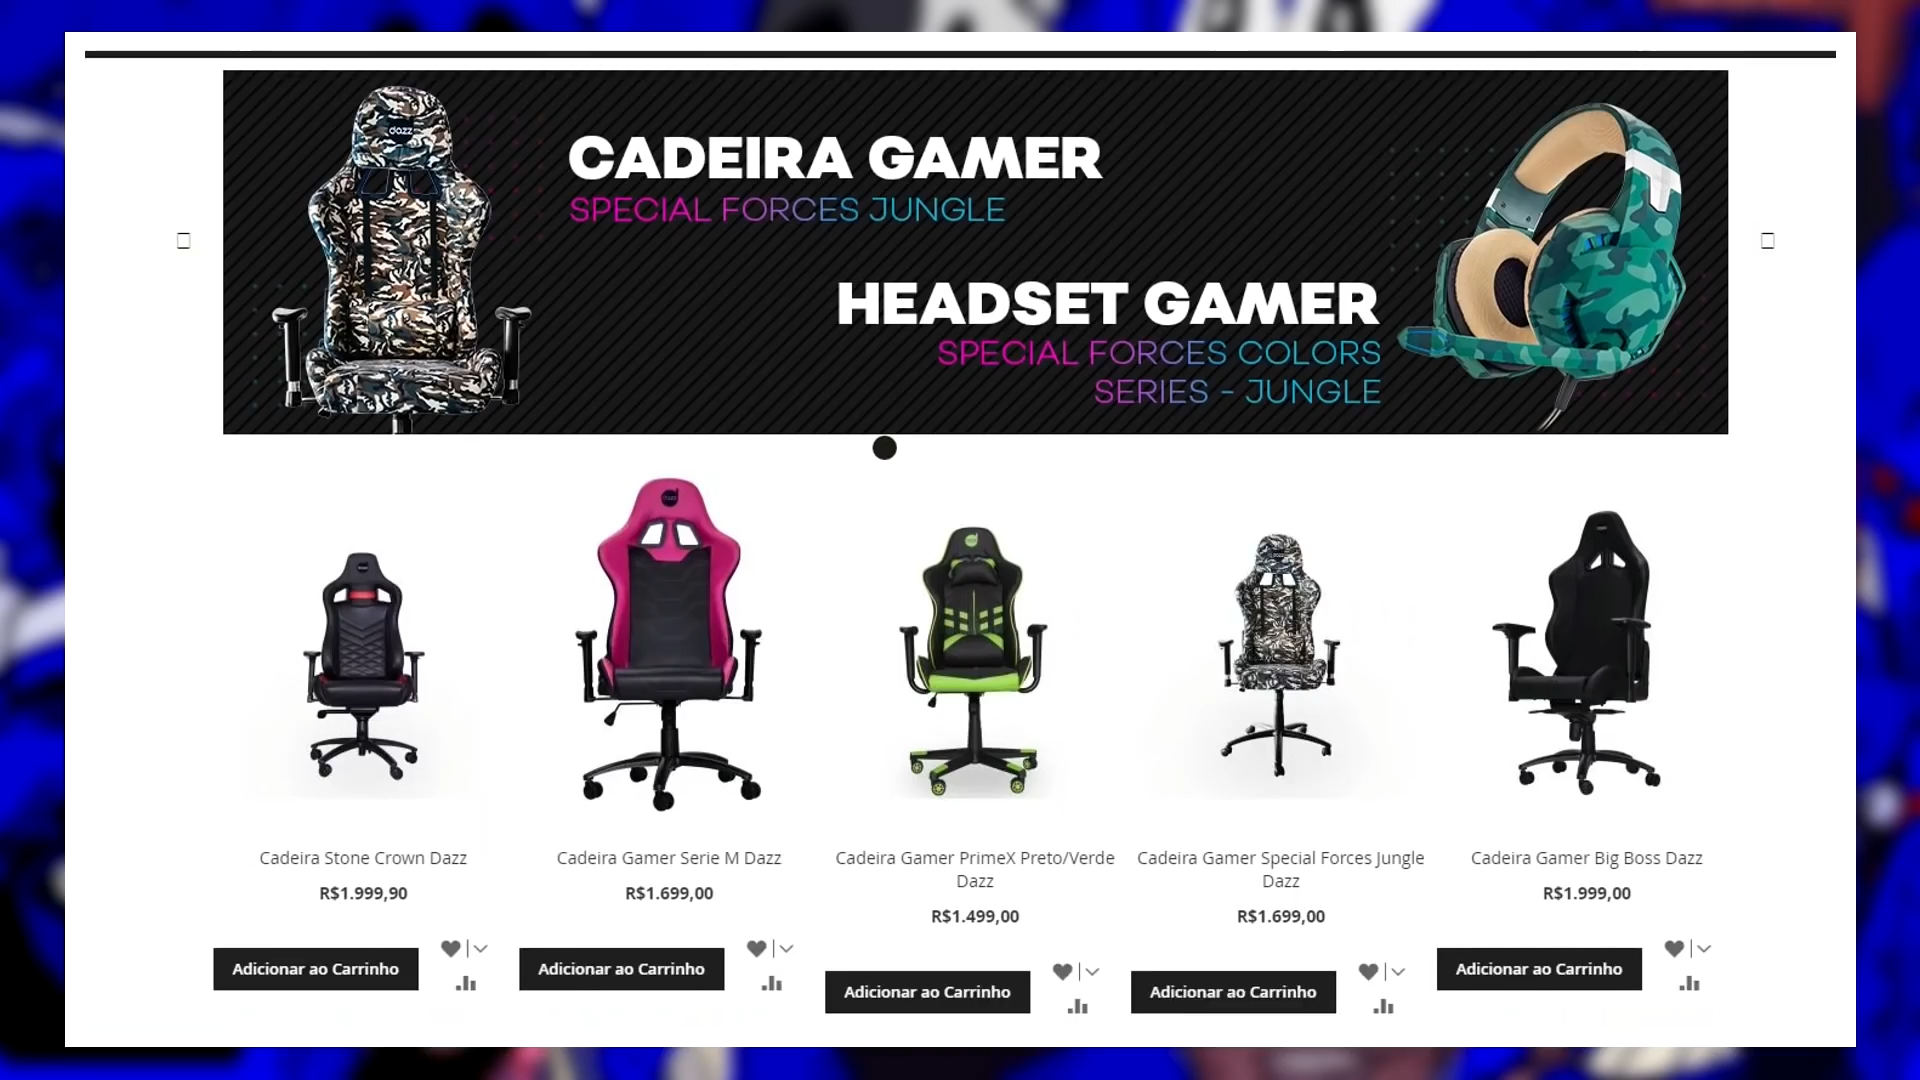 dazz
CADEIRA GAMER
SPECIAL FORCES JUNGLE
HEADSET GAMER
SPECIAL FORCES COLORS
SERIES - JUNGLE
Cadeira Stone Crown Dazz
R$1.999,90
Adicionar ao Carrinho
Cadeira Gamer Serie M Dazz
R$1.699,00
Adicionar ao Carrinho
Cadeira Gamer PrimeX Preto/Verde
Dazz
R$1.499,00
Adicionar ao Carrinho
Cadeira Gamer Special Forces Jungle
Dazz
R$1.699,00
Adicionar ao Carrinho
Cadeira Gamer Big Boss Dazz
R$1.999,00
Adicionar ao Carrinho